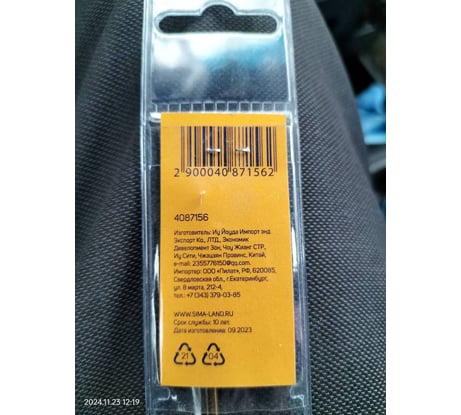 2 900040 871562
4087156
Изготовитель: Иу Йоуда Импорт энд
Экспорт Ко., ЛТД., Экономик
Девелопмент Зон, Чоу Жианг СТР.,
Иу Сити, Чжэдзян Провинс, Китай,
e-mail: 2355776150@qq.com.
Импортер: ООО «Пилат», РФ, 620085,
Свердловская обл., г.Екатеринбург,
ул. 8 марта, 212-4,
тел.: +7 (343) 379-03-85
WWW.SIMA-LAND.RU
Срок службы: 10 лет.
Дата изготовления: 09.2023
21 04
2024.11.23 12:19